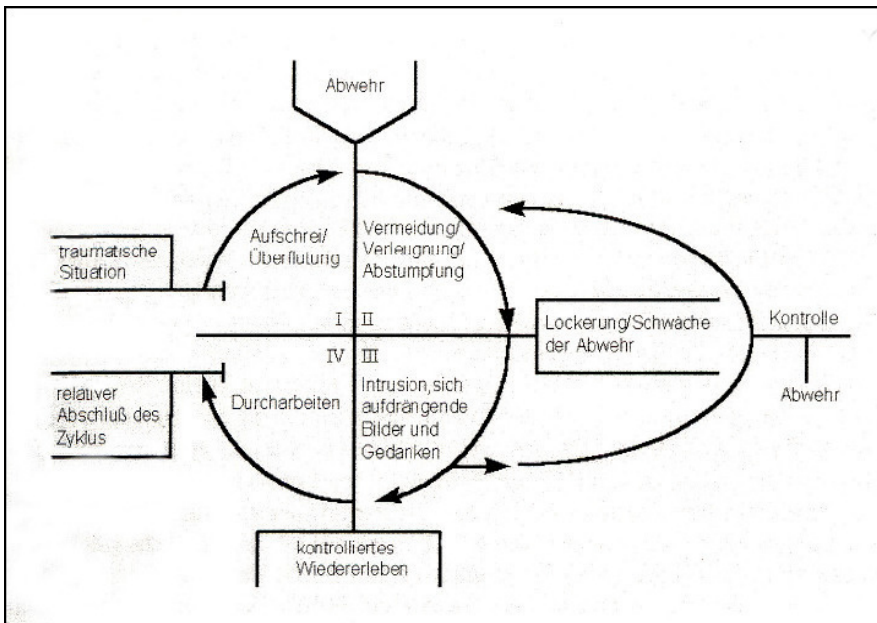 Abwehr
Aufschrei/
Überflutung
Vermeidung/
Verleugnung/
Abstumpfung
traumatische
Situation
I
II
Lockerung/Schwäche
der Abwehr
Kontrolle
Abwehr
IV
III
relativer
Abschluß des
Zyklus
Durcharbeiten
Intrusion, sich
aufdrängende
Bilder und
Gedanken
kontrolliertes
Wiedererleben